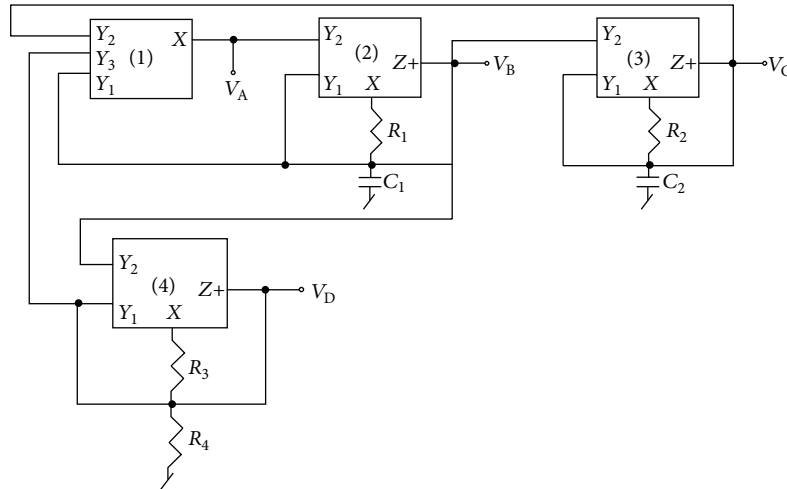 Y2
Y3
Y1
X
(1)
VA
Y2
(2)
Z+
Y1
X
R1
C1
VB
Y2
(3)
Z+
Y1
X
R2
C2
VC
Y2
(4)
Z+
Y1
X
R3
R4
VD